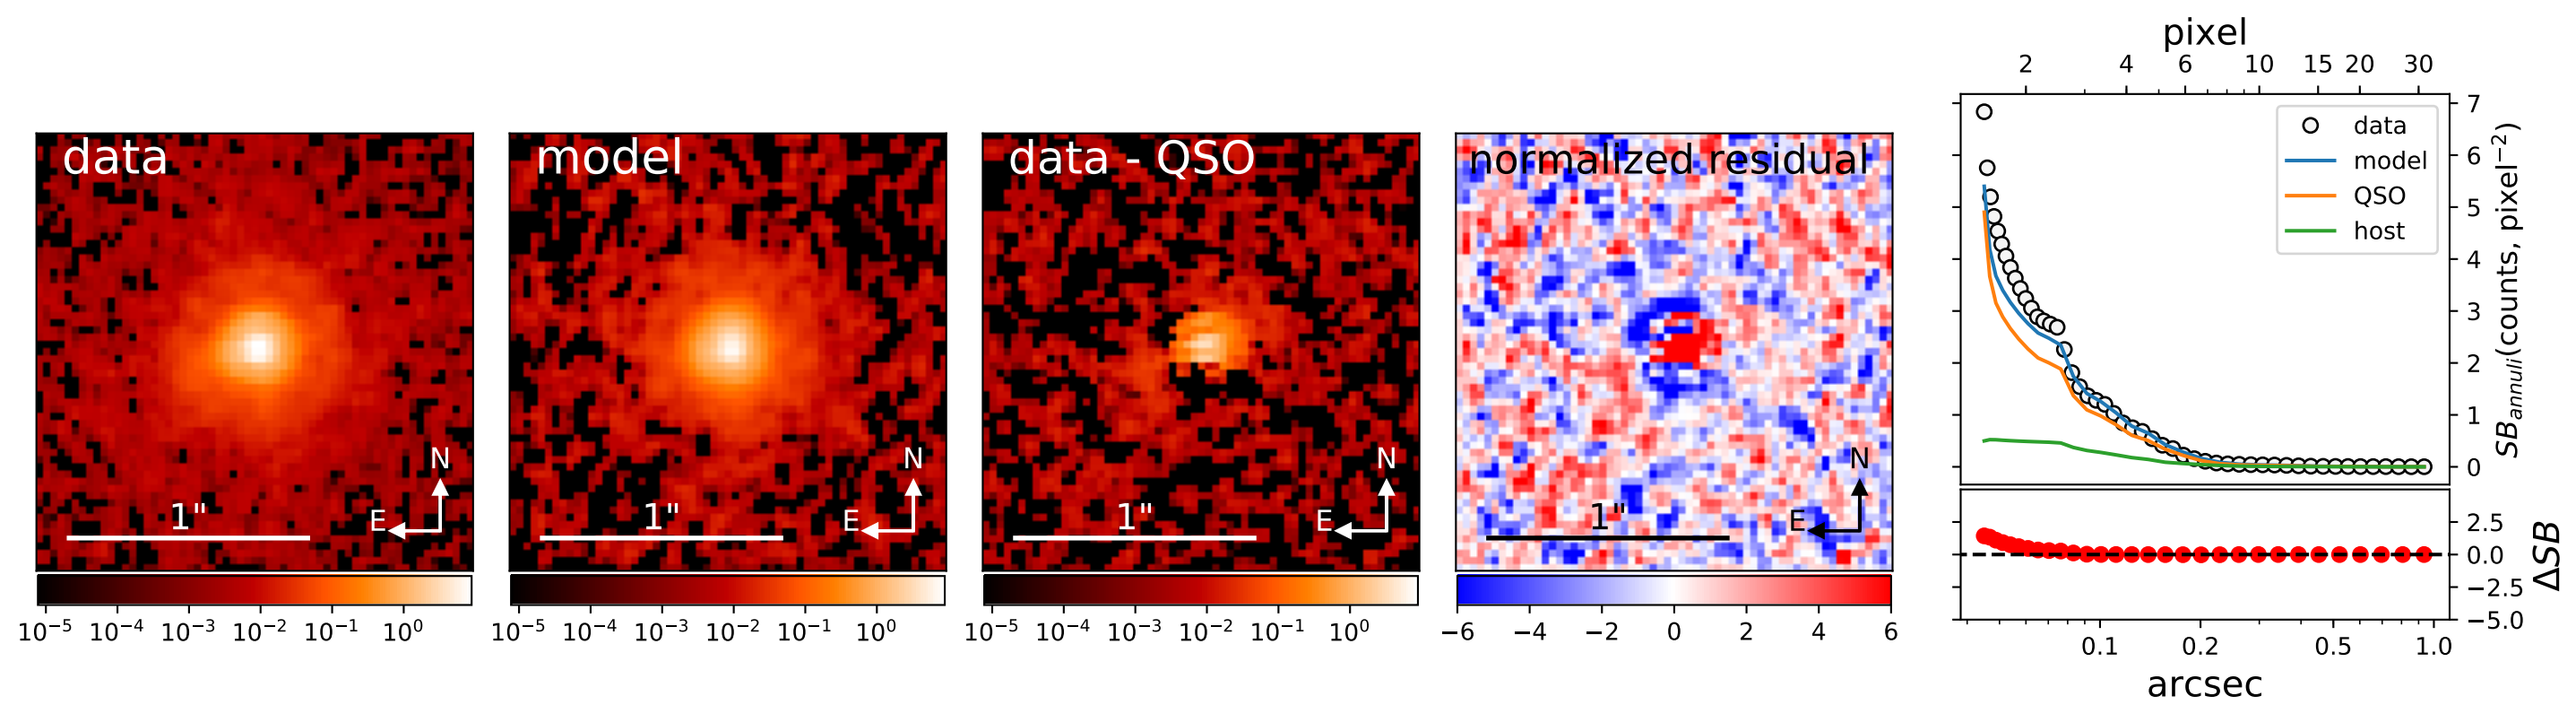 data
N
E
1"
10⁻⁵ 10⁻⁴ 10⁻³ 10⁻² 10⁻¹ 10⁰
model
N
E
1"
10⁻⁵ 10⁻⁴ 10⁻³ 10⁻² 10⁻¹ 10⁰
data - QSO
N
E
1"
10⁻⁵ 10⁻⁴ 10⁻³ 10⁻² 10⁻¹ 10⁰
normalized residual
N
E
1"
−6 −4 −2 0 2 4 6
pixel
2 4 6 10 15 20 30
data
model
QSO
host
7
6
5
4
3
2
1
0
SB_annuli(counts, pixel⁻²)
2.5
0.0
−2.5
−5.0
ΔSB
0.1 0.2 0.5 1.0
arcsec